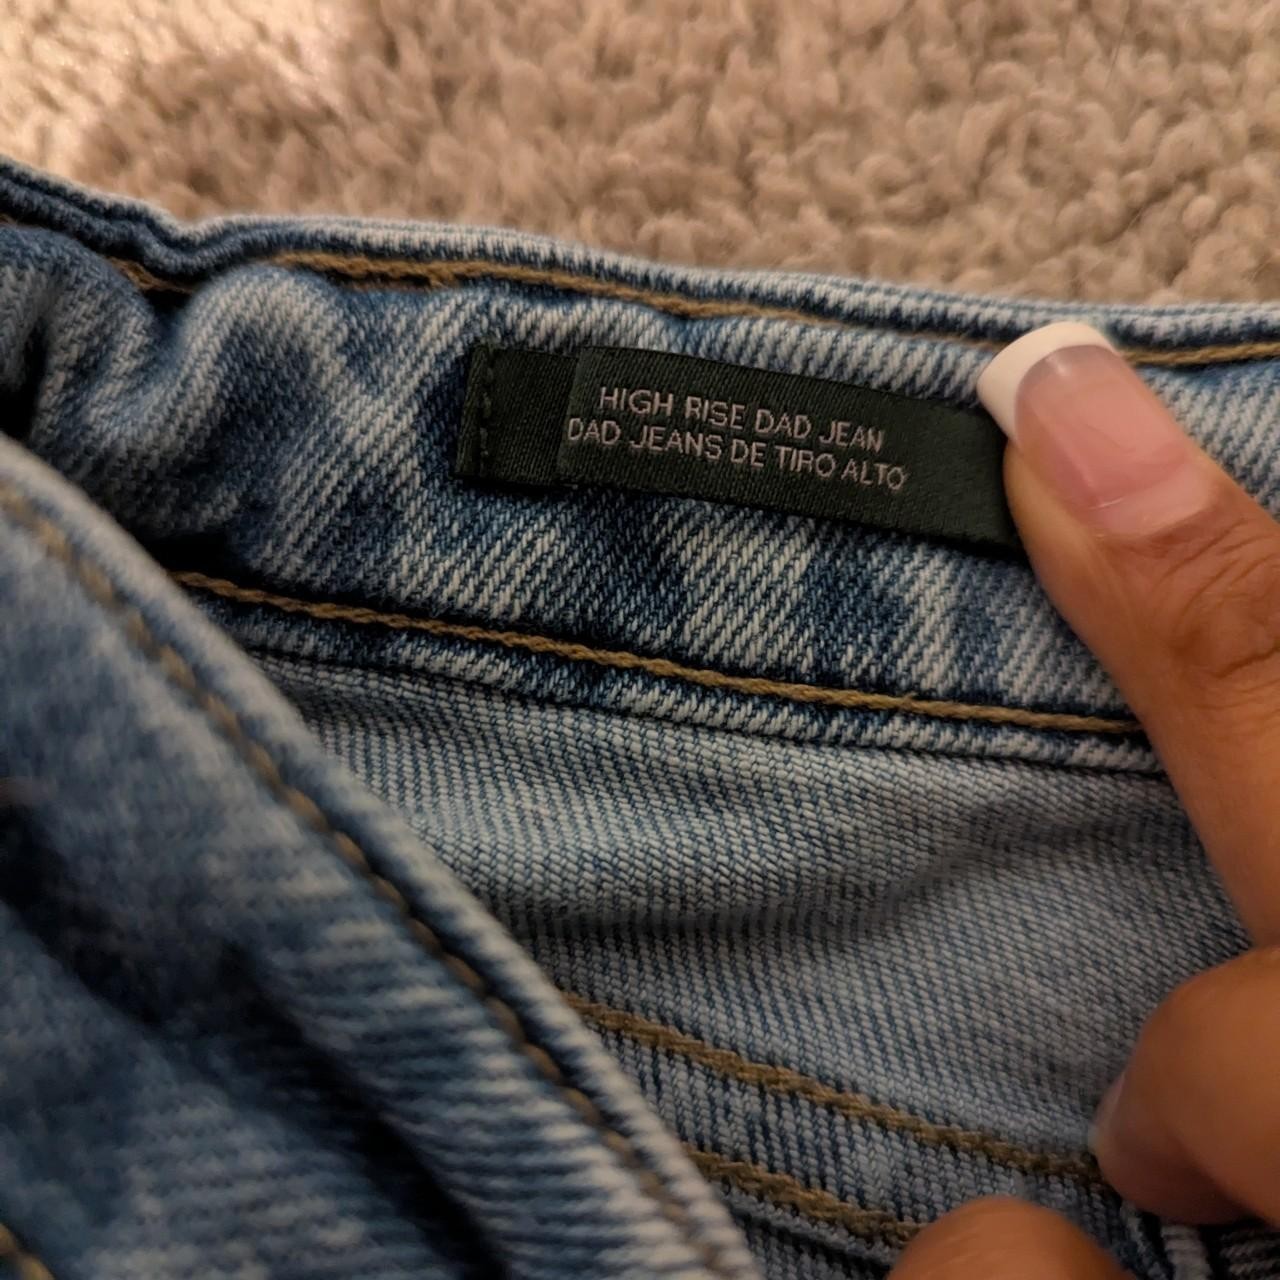 HIGH RISE DAD JEAN
DAD JEANS DE TIRO ALTO